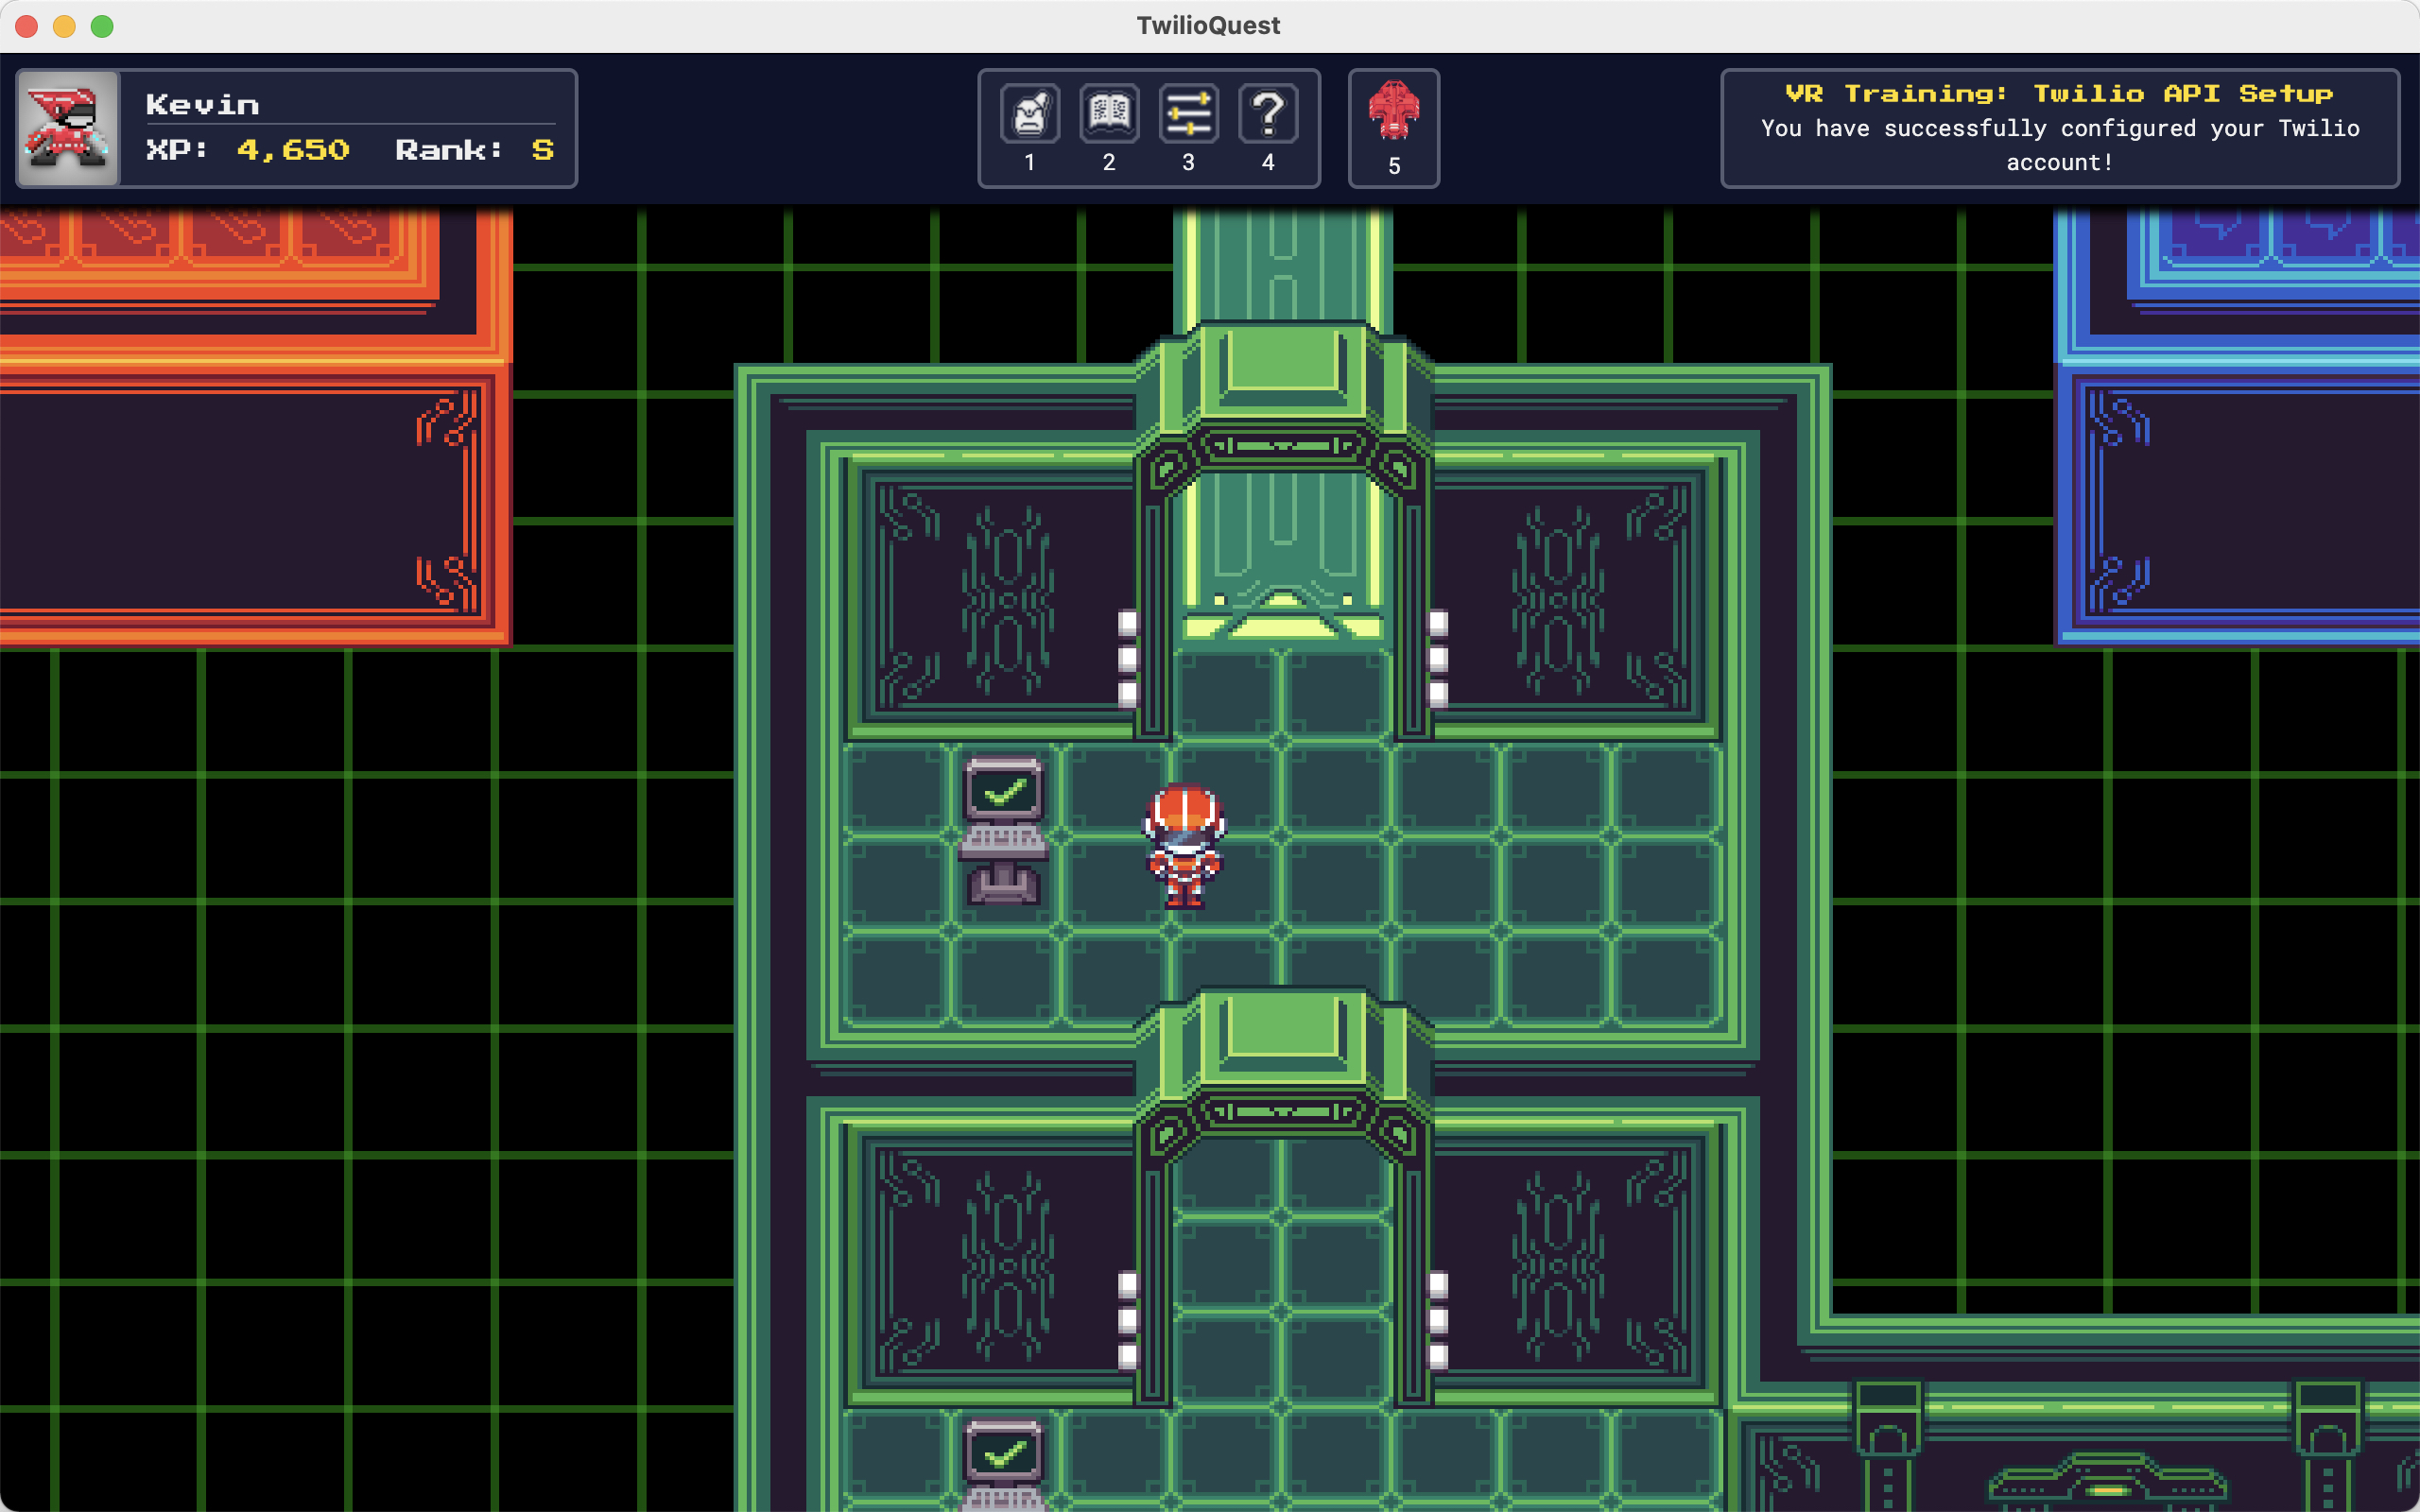 TwilioQuest
Kevin
XP: 4,650 Rank: S
1 2 3 4
5
VR Training: Twilio API Setup
You have successfully configured your Twilio
account!